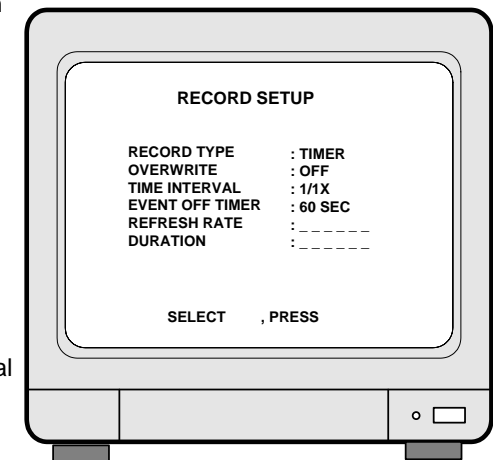 RECORD SETUP
RECORD TYPE : TIMER
OVERWRITE : OFF
TIME INTERVAL : 1/1X
EVENT OFF TIMER : 60 SEC
REFRESH RATE : _ _ _ _ _ _
DURATION : _ _ _ _ _ _
SELECT , PRESS
al